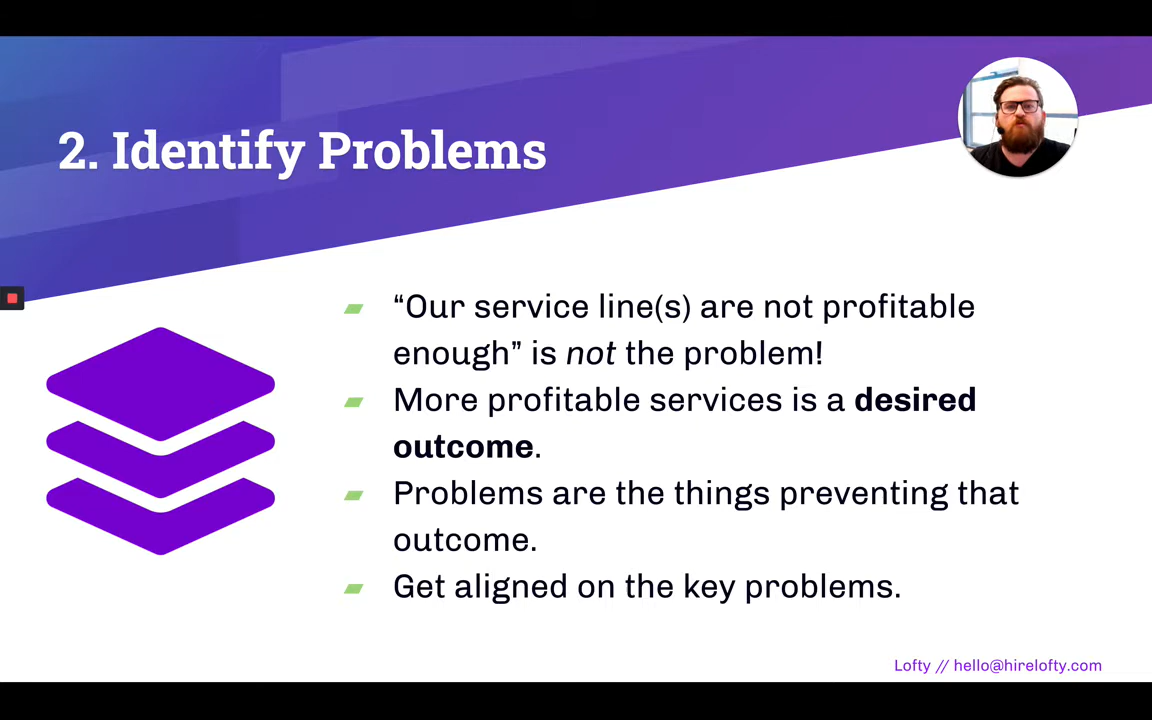 2. Identify Problems
“Our service line(s) are not profitable
enough” is not the problem!
More profitable services is a desired
outcome.
Problems are the things preventing that
outcome.
Get aligned on the key problems.
Lofty // hello@hirelofty.com